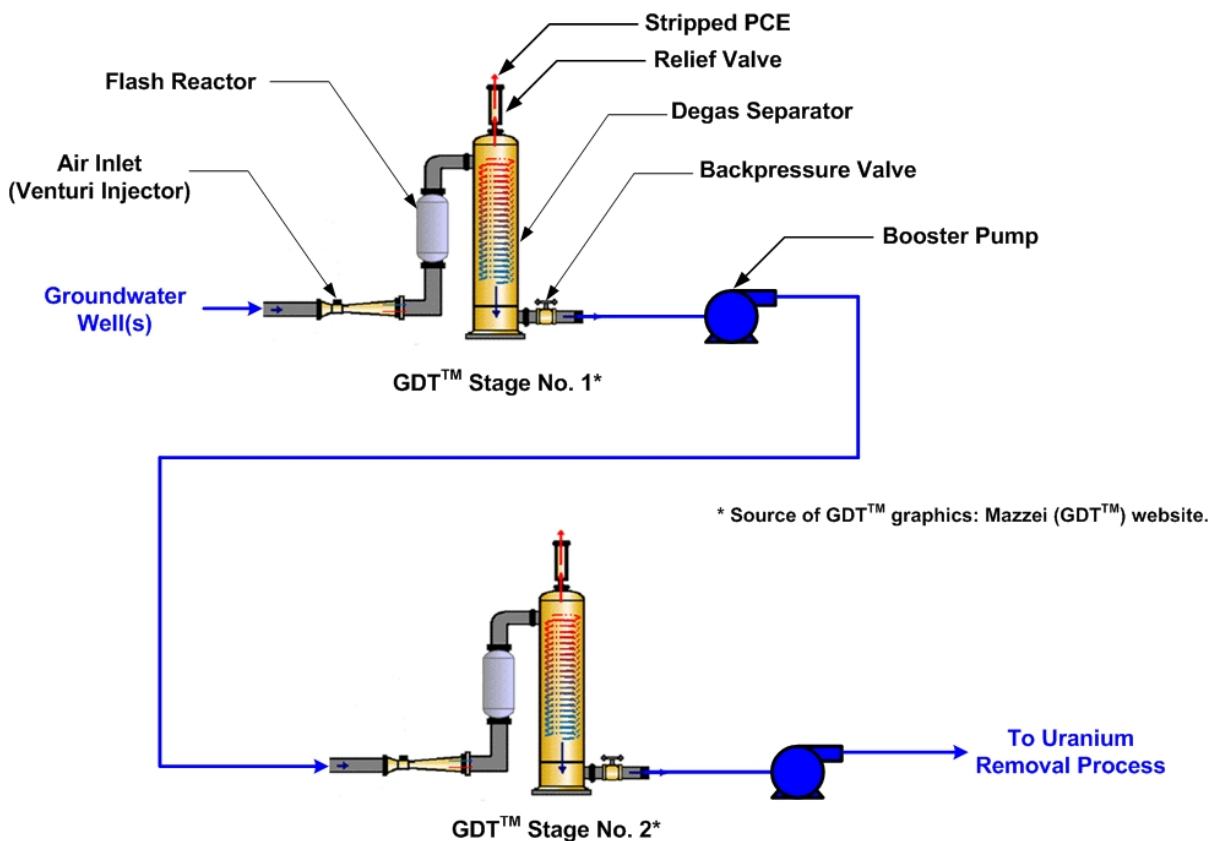 Stripped PCE
Relief Valve
Flash Reactor
Degas Separator
Air Inlet
(Venturi Injector)
Backpressure Valve
Booster Pump
Groundwater
Well(s)
GDT™ Stage No. 1*
* Source of GDT™ graphics: Mazzei (GDT™) website.
To Uranium
Removal Process
GDT™ Stage No. 2*